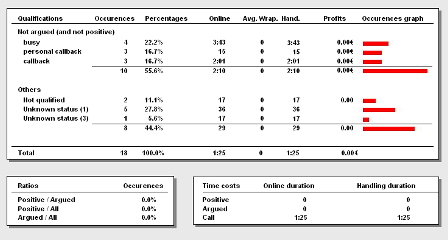 Qualifications Occurences Percentages Online Avg. Wrap. Hand. Profits Occurences graph
Not argued (and not positive)
busy 4 22.2% 3:43 0 3:43 0.00€
personal callback 3 16.7% 15 0 15 0.00€
callback 3 16.7% 2:01 0 2:01 0.00€
10 55.6% 2:10 0 2:10 0.00€
Others
Not qualified 2 11.1% 17 0 17 0.00
Unknown status (1) 5 27.8% 36 0 36
Unknown status (3) 1 5.6% 17 0 17
8 44.4% 29 0 29 0.00
Total 18 100.0% 1:25 0 1:25 0.00€
Ratios Occurences
Positive / Argued 0.0%
Positive / All 0.0%
Argued / All 0.0%
Time costs Online duration Handling duration
Positive 0 0
Argued 0 0
Call 1:25 1:25